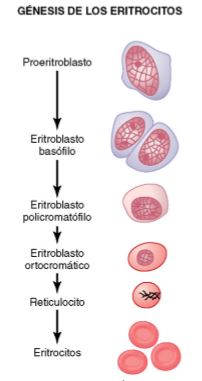 GÉNESIS DE LOS ERITROCITOS
Proeritroblasto
Eritroblasto
basófilo
Eritroblasto
policromatófilo
Eritroblasto
ortocromático
Reticulocito
Eritrocitos